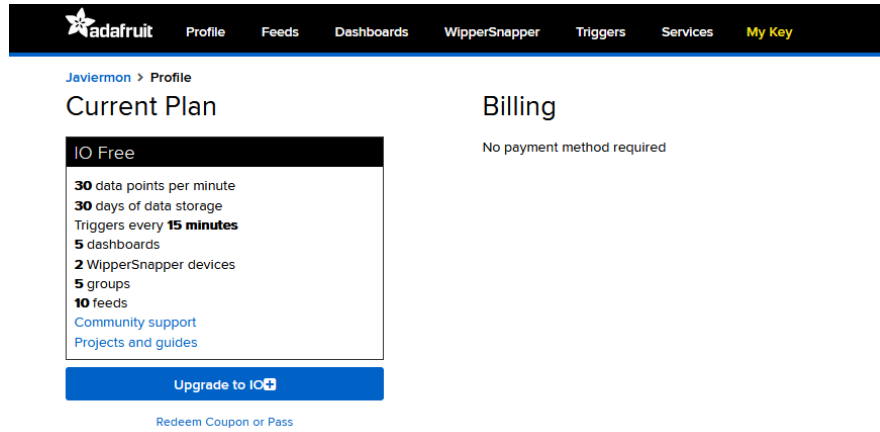 adafruit Profile Feeds Dashboards WipperSnapper Triggers Services My Key
Javiermon > Profile
Current Plan
IO Free
30 data points per minute
30 days of data storage
Triggers every 15 minutes
5 dashboards
2 WipperSnapper devices
5 groups
10 feeds
Community support
Projects and guides
Upgrade to IO+
Redeem Coupon or Pass
Billing
No payment method required